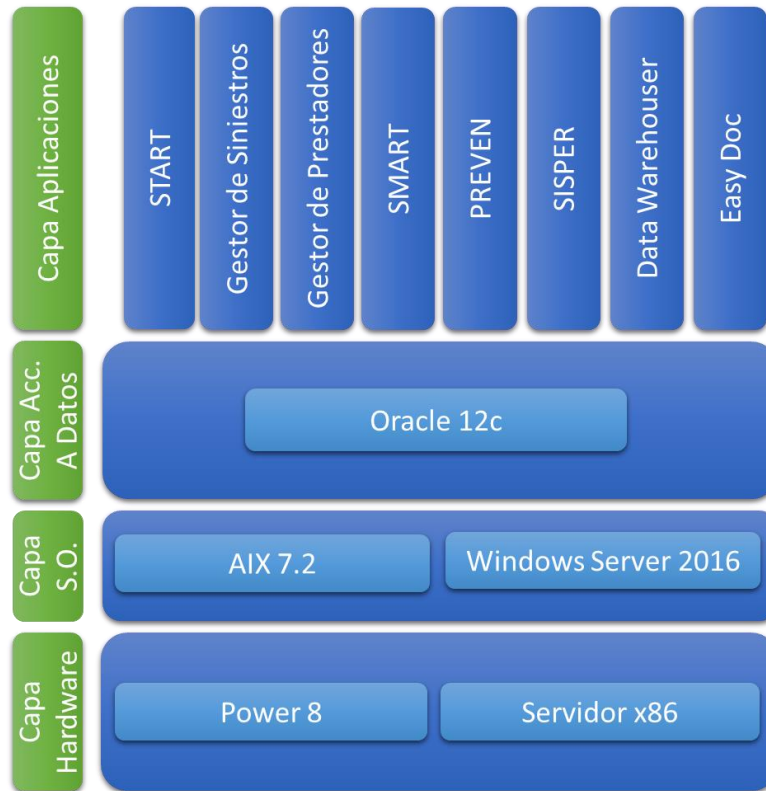 Capa Aplicaciones
START
Gestor de Siniestros
Gestor de Prestadores
SMART
PREVEN
SISPER
Data Warehouser
Easy Doc
Capa Acc.
A Datos
Oracle 12c
Capa
S.O.
AIX 7.2
Windows Server 2016
Capa
Hardware
Power 8
Servidor x86